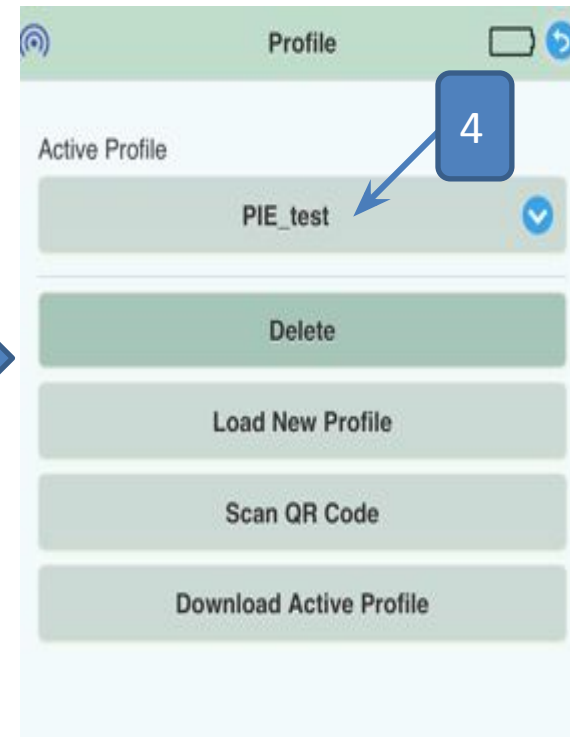 Profile
4
Active Profile
PIE_test
Delete
Load New Profile
Scan QR Code
Download Active Profile